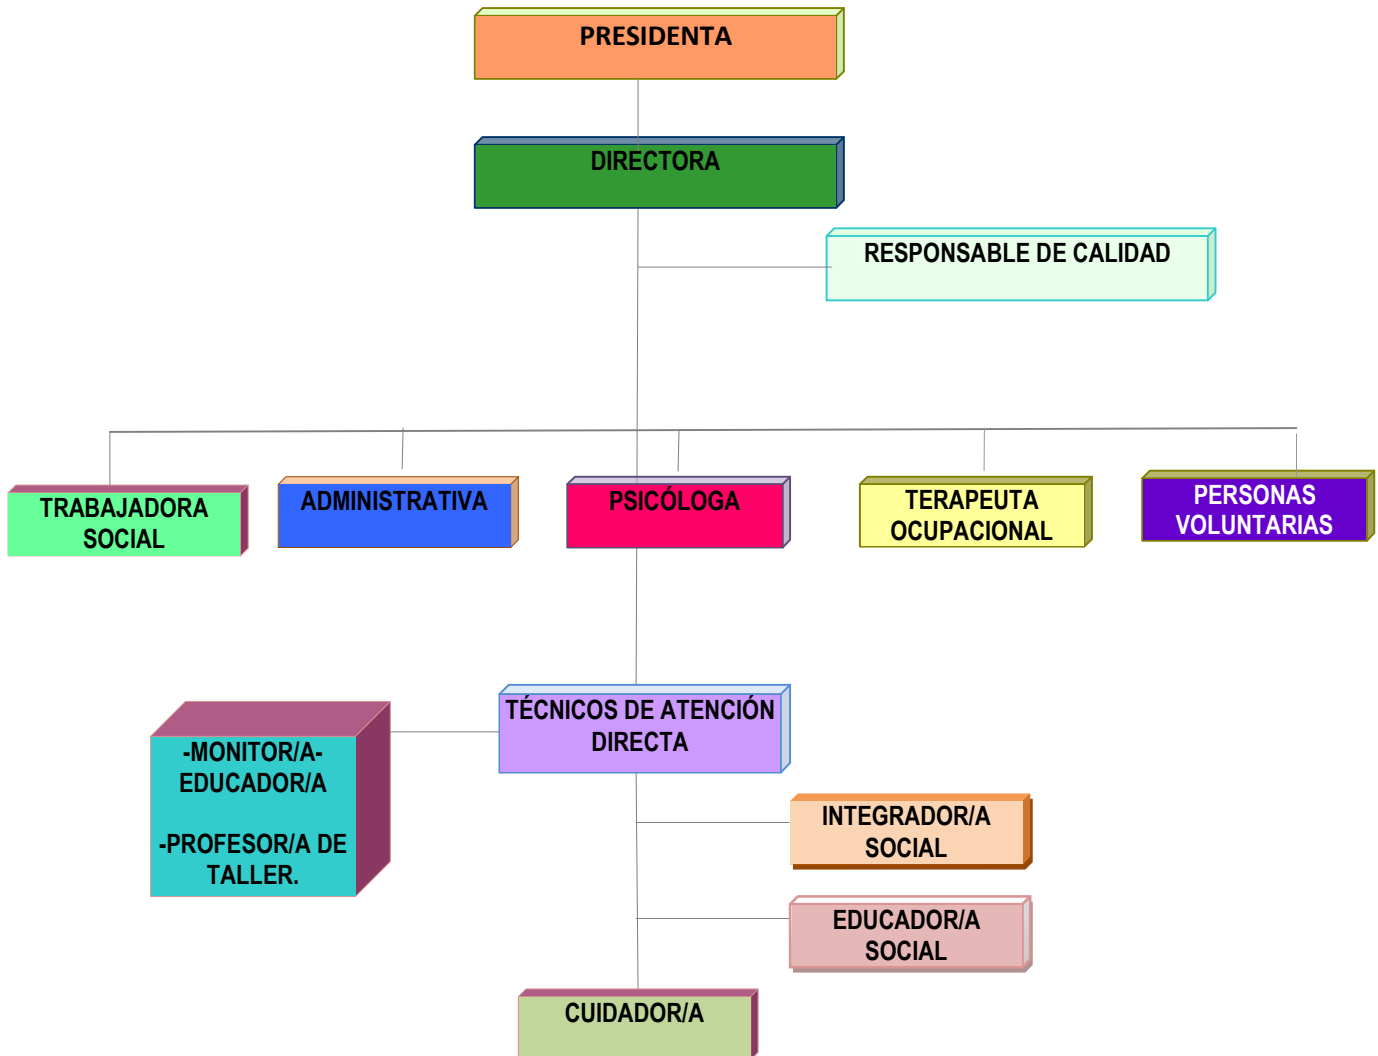 PRESIDENTA
DIRECTORA
RESPONSABLE DE CALIDAD
TRABAJADORA
SOCIAL
ADMINISTRATIVA
PSICÓLOGA
TERAPEUTA
OCUPACIONAL
PERSONAS
VOLUNTARIAS
TÉCNICOS DE ATENCIÓN
DIRECTA
-MONITOR/A-
EDUCADOR/A
-PROFESOR/A DE
TALLER.
INTEGRADOR/A
SOCIAL
EDUCADOR/A
SOCIAL
CUIDADOR/A